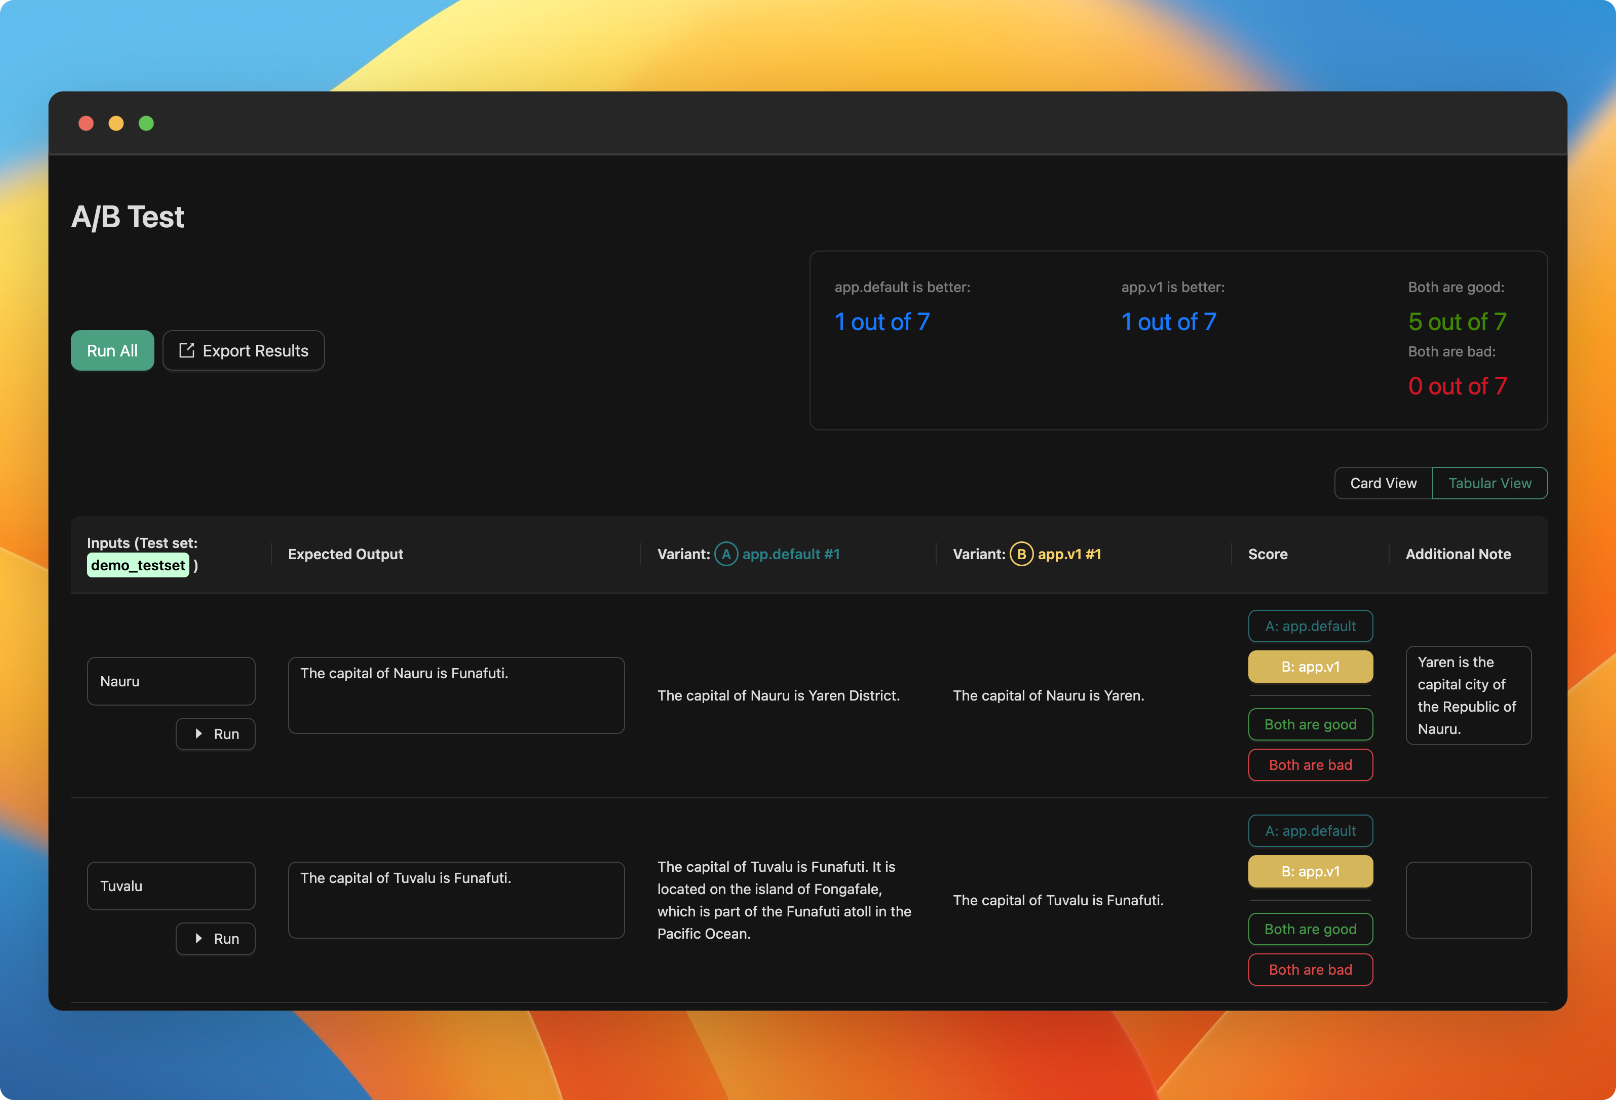 A/B Test
app.default is better:
1 out of 7
app.v1 is better:
1 out of 7
Both are good:
5 out of 7
Both are bad:
0 out of 7
Run All
Export Results
Card View
Tabular View
Inputs (Test set:
demo_testset )
Expected Output
Variant: A app.default #1
Variant: B app.v1 #1
Score
Additional Note
Nauru
Run
The capital of Nauru is Funafuti.
The capital of Nauru is Yaren District.
The capital of Nauru is Yaren.
A: app.default
B: app.v1
Both are good
Both are bad
Yaren is the
capital city of
the Republic of
Nauru.
Tuvalu
Run
The capital of Tuvalu is Funafuti.
The capital of Tuvalu is Funafuti. It is
located on the island of Fongafale,
which is part of the Funafuti atoll in the
Pacific Ocean.
The capital of Tuvalu is Funafuti.
A: app.default
B: app.v1
Both are good
Both are bad